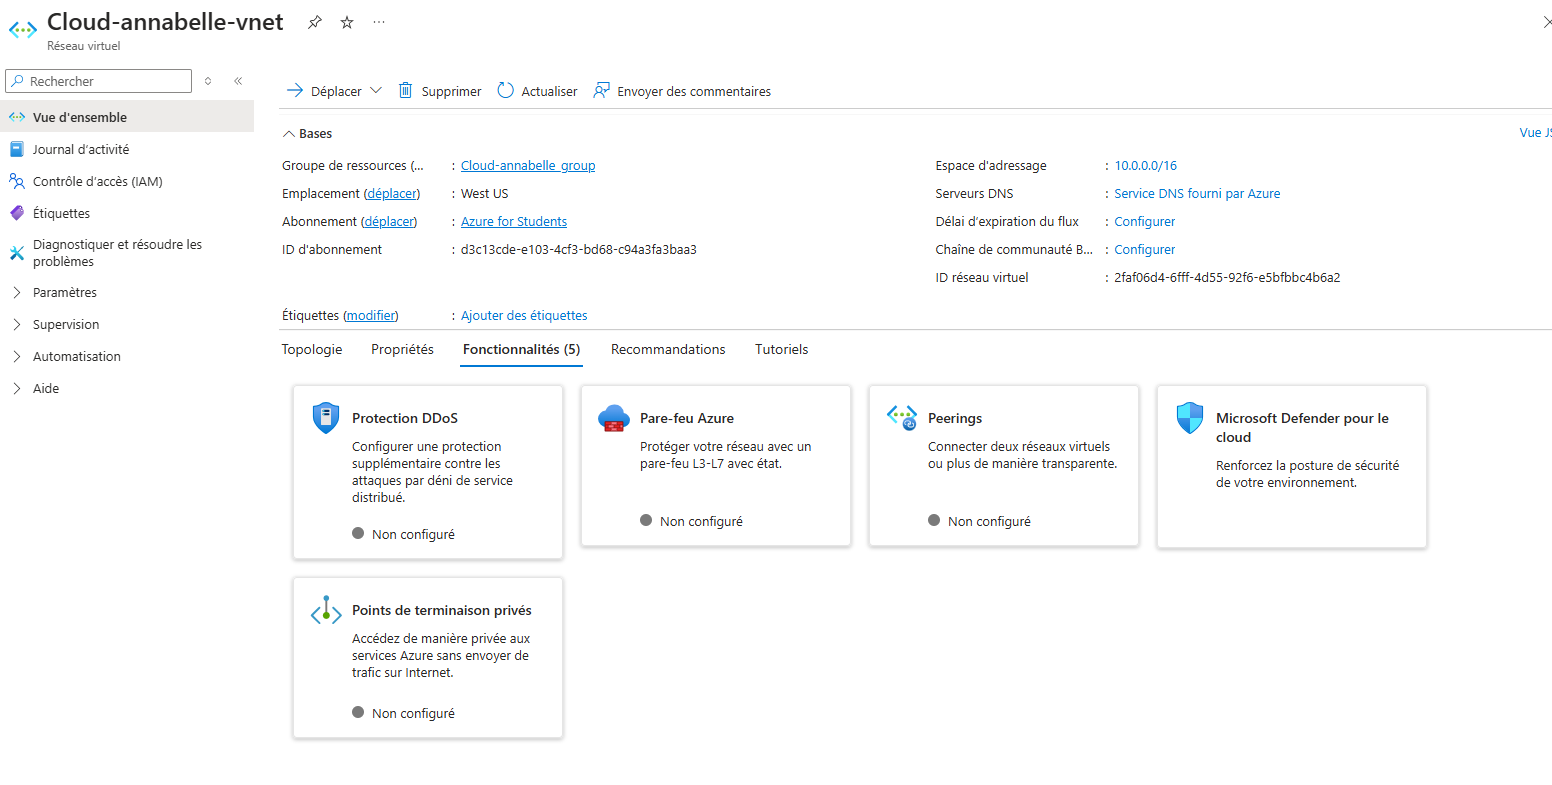 Cloud-annabelle-vnet
Réseau virtuel
Rechercher
Vue d'ensemble
Journal d'activité
Contrôle d'accès (IAM)
Étiquettes
Diagnostiquer et résoudre les
problèmes
Paramètres
Supervision
Automatisation
Aide
Déplacer
Supprimer
Actualiser
Envoyer des commentaires
Bases
Vue JS
Groupe de ressources (... : Cloud-annabelle_group
Emplacement (déplacer) : West US
Abonnement (déplacer) : Azure for Students
ID d'abonnement : d3c13cde-e103-4cf3-bd68-c94a3fa3baa3
Espace d'adressage : 10.0.0.0/16
Serveurs DNS : Service DNS fourni par Azure
Délai d'expiration du flux : Configurer
Chaîne de communauté B... : Configurer
ID réseau virtuel : 2faf06d4-6fff-4d55-92f6-e5bfbbc4b6a2
Étiquettes (modifier) : Ajouter des étiquettes
Topologie
Propriétés
Fonctionnalités (5)
Recommandations
Tutoriels
Protection DDoS
Configurer une protection
supplémentaire contre les
attaques par déni de service
distribué.
Non configuré
Pare-feu Azure
Protéger votre réseau avec un
pare-feu L3-L7 avec état.
Non configuré
Peerings
Connecter deux réseaux virtuels
ou plus de manière transparente.
Non configuré
Microsoft Defender pour le
cloud
Renforcez la posture de sécurité
de votre environnement.
Points de terminaison privés
Accédez de manière privée aux
services Azure sans envoyer de
trafic sur Internet.
Non configuré